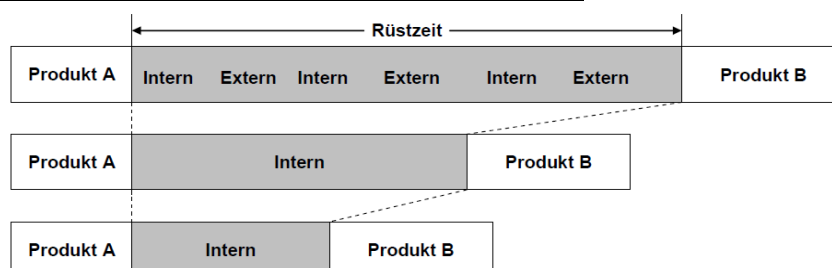 Rüstzeit
Produkt A Intern Extern Intern Extern Intern Extern Produkt B
Produkt A Intern Produkt B
Produkt A Intern Produkt B